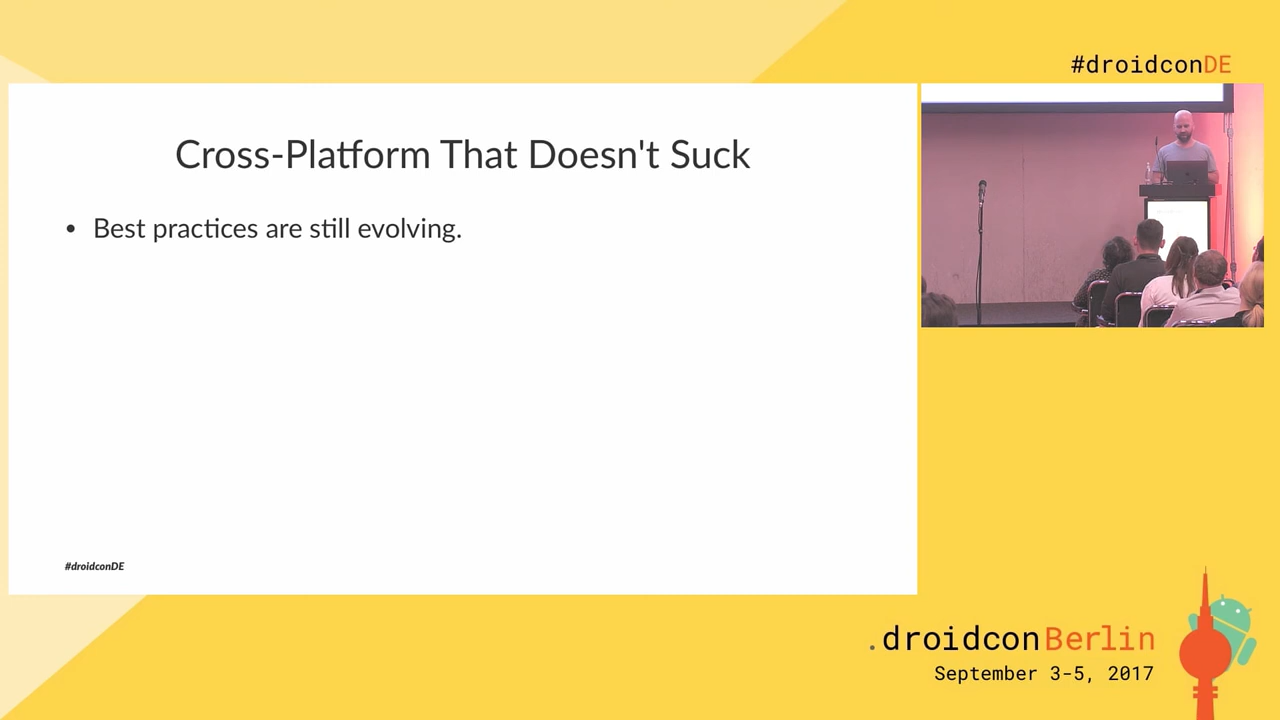 #droidconDE
Cross-Platform That Doesn't Suck
• Best practices are still evolving.
#droidconDE
.droidconBerlin
September 3-5, 2017